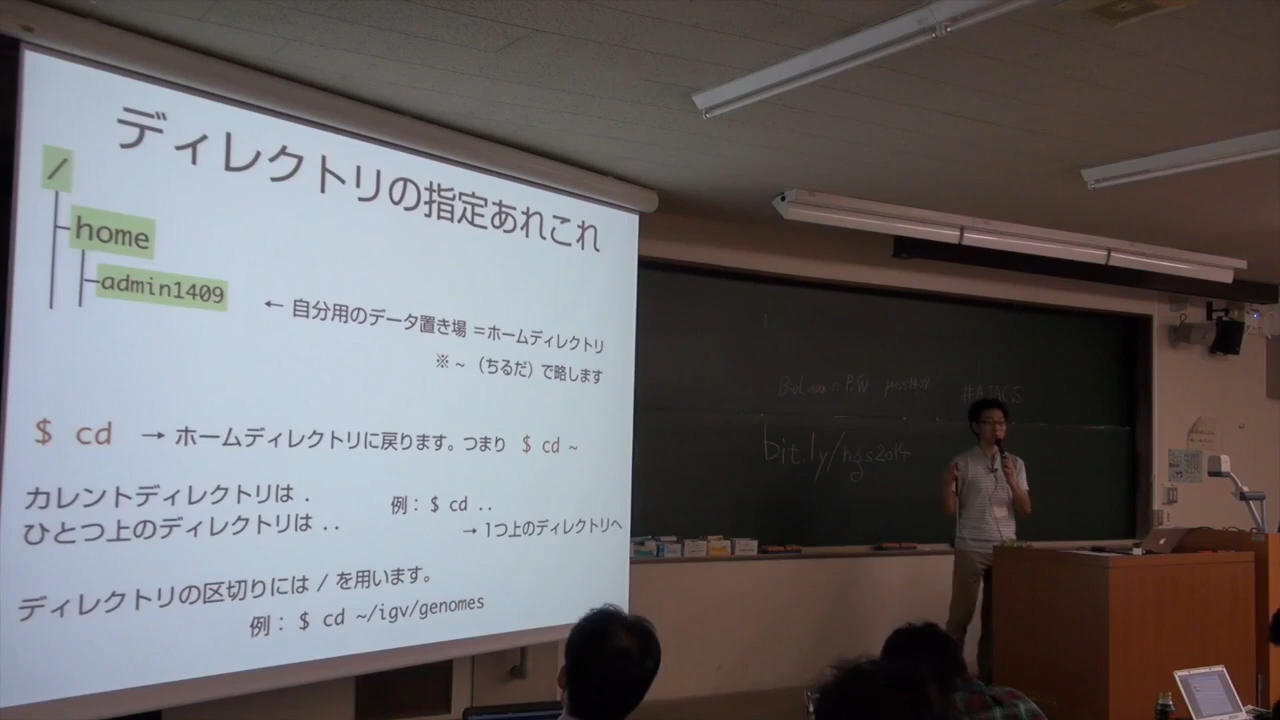 ディレクトリの指定あれこれ
/
home
admin1409
← 自分用のデータ置き場 =ホームディレクトリ
※ ~ （ちるだ）で略します
$ cd → ホームディレクトリに戻ります。つまり $ cd ~
カレントディレクトリは .
例: $ cd ..
ひとつ上のディレクトリは ..
→ 1つ上のディレクトリへ
ディレクトリの区切りには / を用います。
例: $ cd ~/igv/genomes
#AJACS
bit.ly/ngs2014